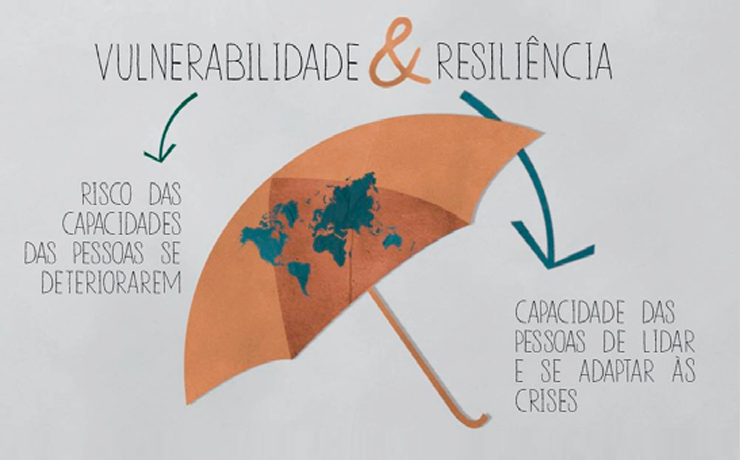 VULNERABILIDADE & RESILIÊNCIA
RISCO DAS
CAPACIDADES
DAS PESSOAS SE
DETERIORAREM
CAPACIDADE DAS
PESSOAS DE LIDAR
E SE ADAPTAR ÀS
CRISES